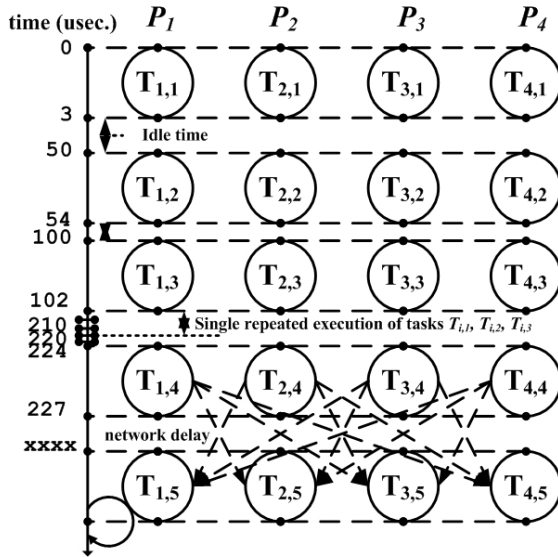 time (usec.) P1 P2 P3 P4
0
T1,1 T2,1 T3,1 T4,1
3
Idle time
50
T1,2 T2,2 T3,2 T4,2
54
100
T1,3 T2,3 T3,3 T4,3
102
210 Single repeated execution of tasks Ti,1, Ti,2, Ti,3
220
224
T1,4 T2,4 T3,4 T4,4
227
network delay
xxxx
T1,5 T2,5 T3,5 T4,5